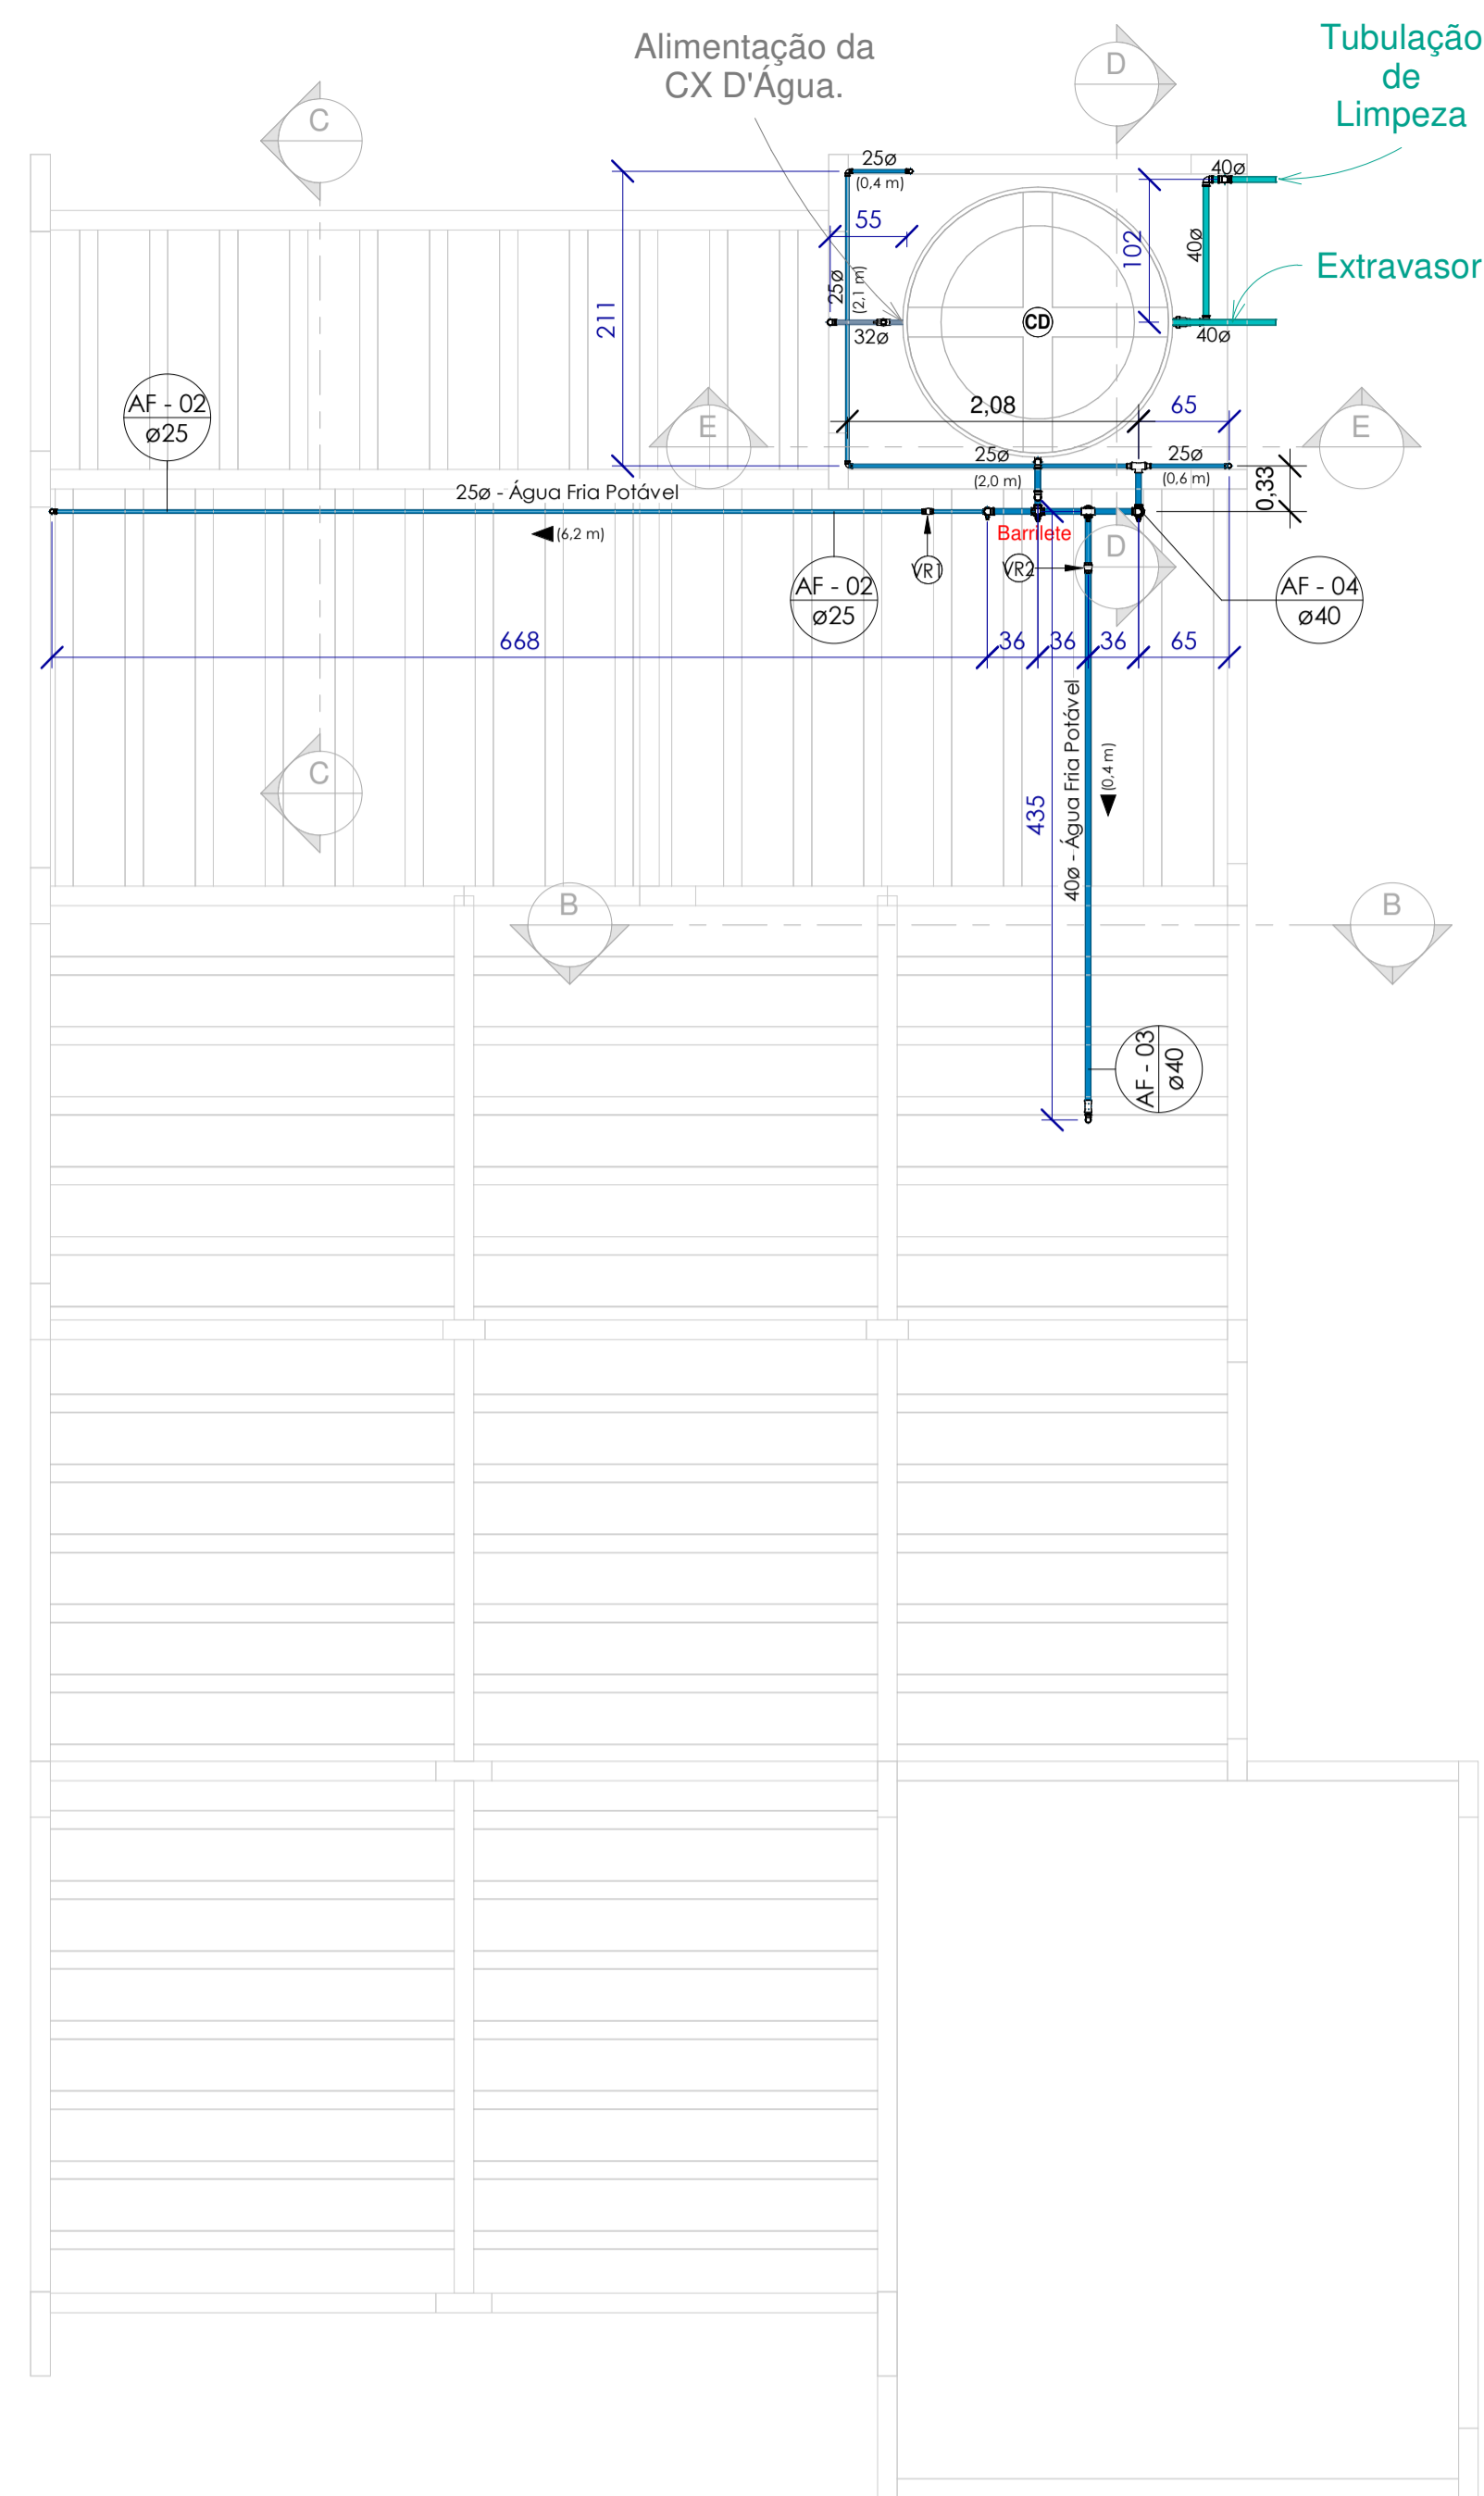 Alimentação da
CX D'Água.
Tubulação
de
Limpeza
Extravasor
C
D
25ø
(0,4 m)
55
40ø
40ø
102
211
25ø
(2,1 m)
32ø
CD
40ø
AF - 02
ø25
E
2,08
65
E
25ø
(2,0 m)
25ø
(0,6 m)
0,33
25ø - Água Fria Potável
(6,2 m)
Barrilete
VR1
VR2
D
AF - 02
ø25
AF - 04
ø40
668
36
36
36
65
40ø - Água Fria Potável
(0,4 m)
435
C
B
B
AF - 03
ø40